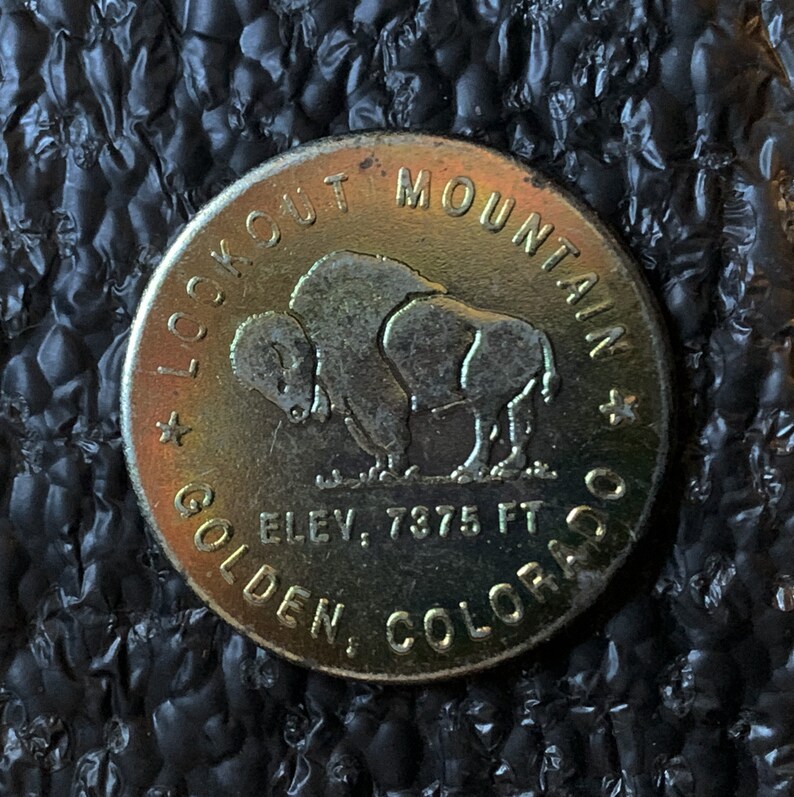 LOOKOUT MOUNTAIN
ELEV. 7375 FT
GOLDEN, COLORADO